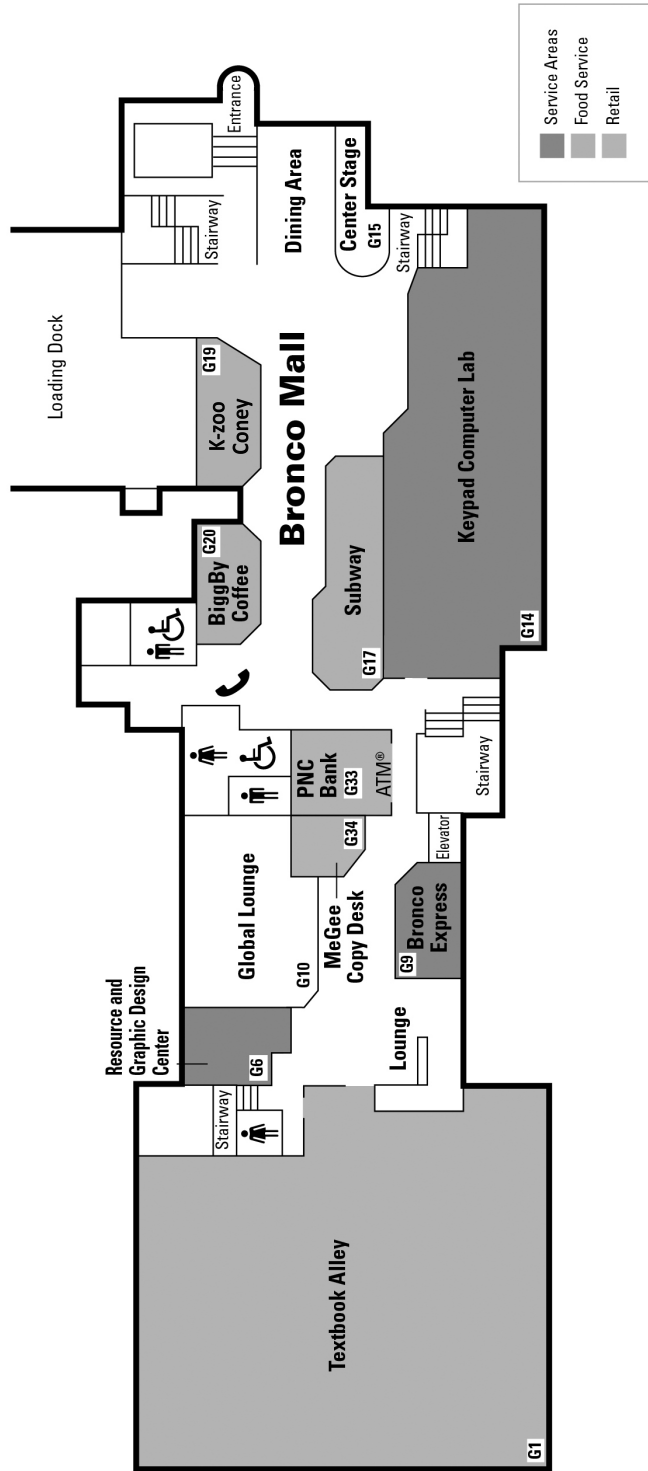 Loading Dock
Entrance
Stairway
Dining Area
Center Stage
G15
Stairway
G19
K-zoo
Coney
Bronco Mall
G20
BiggBy
Coffee
Subway
G17
Keypad Computer Lab
G14
PNC
Bank
G33
ATM®
Stairway
Elevator
G34
MeGee
Copy Desk
Global Lounge
G10
Bronco
Express
G9
Resource and
Graphic Design
Center
G6
Lounge
Stairway
Textbook Alley
G1
Service Areas
Food Service
Retail